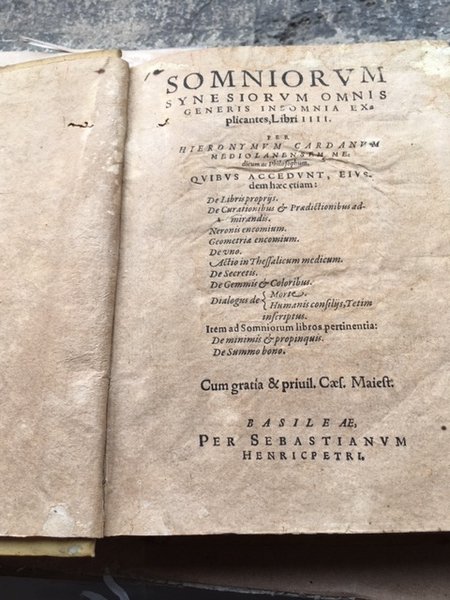 SOMNIORVM
SYNESIORVM OMNIS
GENERIS INSOMNIA EX-
plicantes, Libri IIII.
PER
HIERONYMVM CARDANVM
MEDIOLANENSEM ME-
dicum ac Philosophum.
QVIBVS ACCEDVNT, EIVS-
dem hæc etiam:
De Libris proprijs.
De Curationibus & Prædictionibus ad-
mirandis.
Neronis encomium.
Geometriæ encomium.
De vno.
Actio in Thessalicum medicum.
De Secretis.
De Gemmis & Coloribus.
Dialogus de { Morte.
Humanis consilijs, Tetim
inscriptus.
Item ad Somniorum libros pertinentia:
De minimis & propinquis.
De Summo bono.
Cum gratia & priuil. Cæs. Maiest.
BASILEAE,
PER SEBASTIANVM
HENRICPETRI.